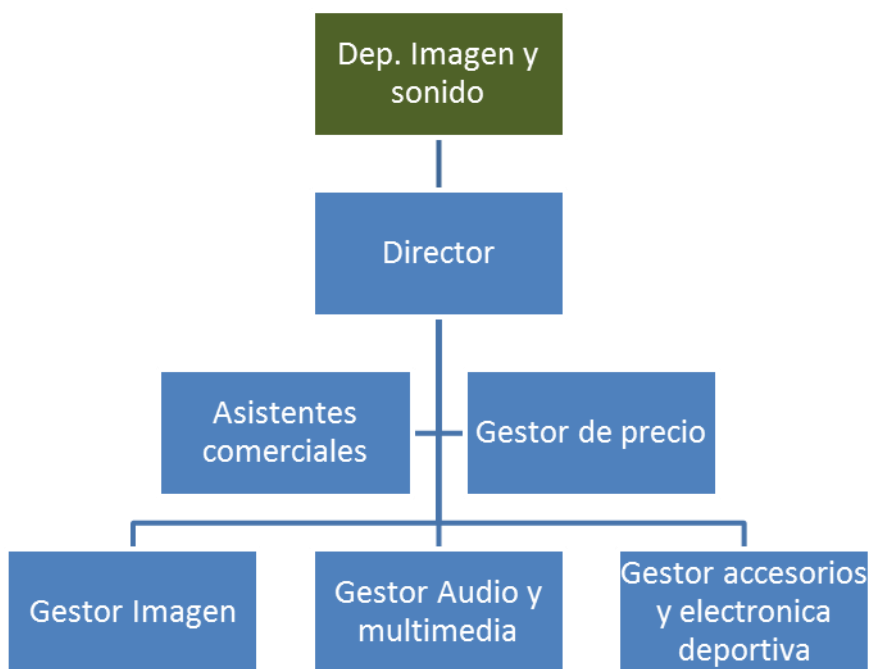 Dep. Imagen y
sonido
Director
Asistentes
comerciales
Gestor de precio
Gestor Imagen
Gestor Audio y
multimedia
Gestor accesorios
y electronica
deportiva